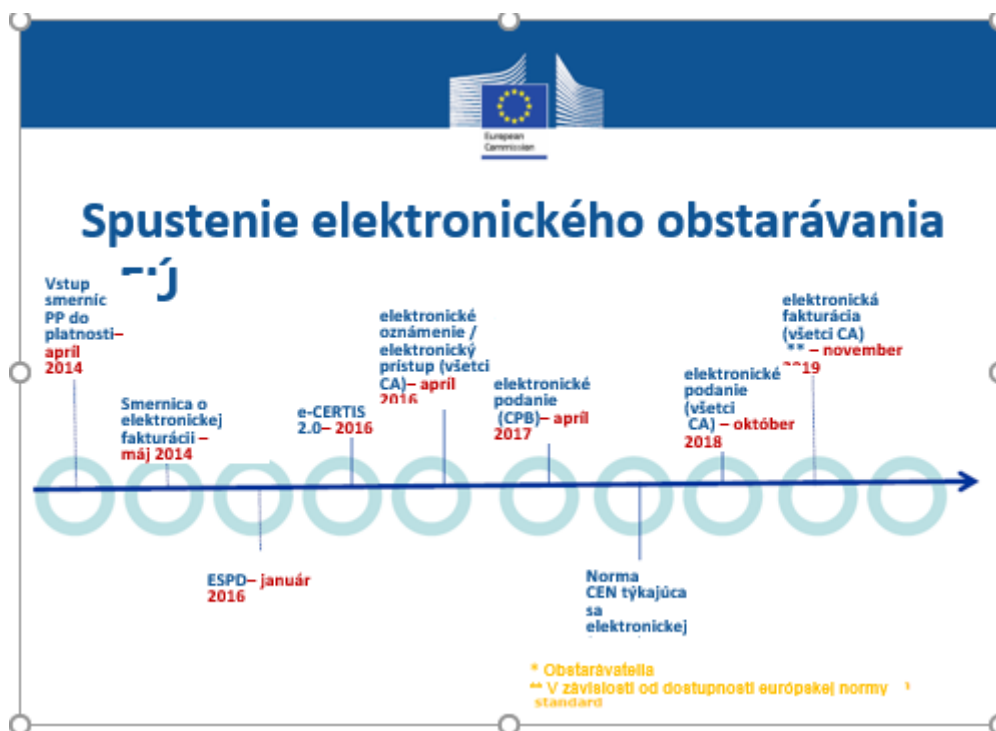 European
Commission
Spustenie elektronického obstarávania
Vstup
smerníc
PP do
platnosti–
apríl
2014
Smernica o
elektronickej
fakturácii –
máj 2014
ESPD– január
2016
e-CERTIS
2.0– 2016
elektronické
oznámenie /
elektronický
prístup (všetci
CA)– apríl
2016
elektronické
podanie
(CPB)– apríl
2017
Norma
CEN týkajúca
sa
elektronickej
elektronické
podanie
(všetci
CA) – október
2018
elektronická
fakturácia
(všetci CA)
** – november
2019
* Obstarávatelia
** V závislosti od dostupnosti európskej normy
standard